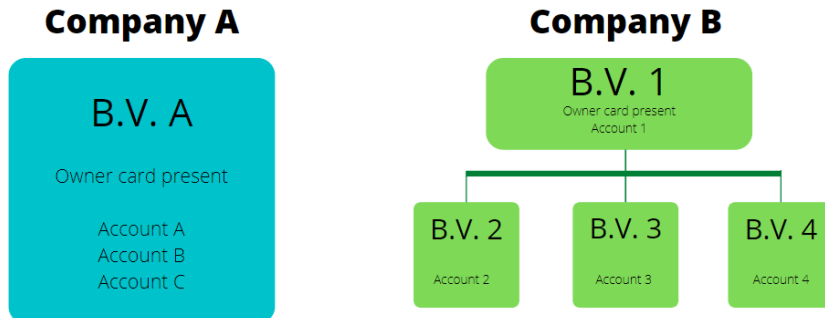 Company A
B.V. A
Owner card present
Account A
Account B
Account C
Company B
B.V. 1
Owner card present
Account 1
B.V. 2
Account 2
B.V. 3
Account 3
B.V. 4
Account 4